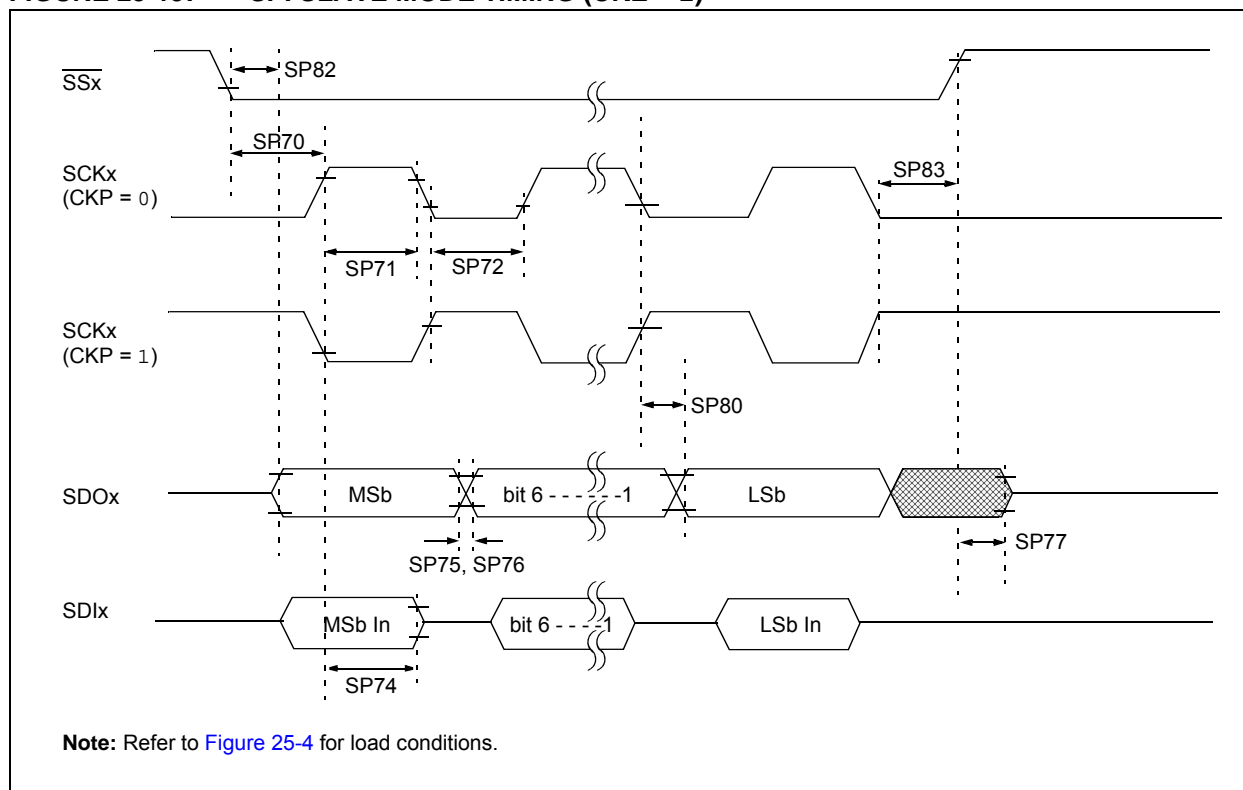 SSx
SP82
SP70
SCKx
(CKP = 0)
SP83
SP71
SP72
SCKx
(CKP = 1)
SP80
SDOx
MSb
bit 6 - - - - - -1
LSb
SP77
SP75, SP76
SDIx
MSb In
bit 6 - - - -1
LSb In
SP74
Note: Refer to Figure 25-4 for load conditions.